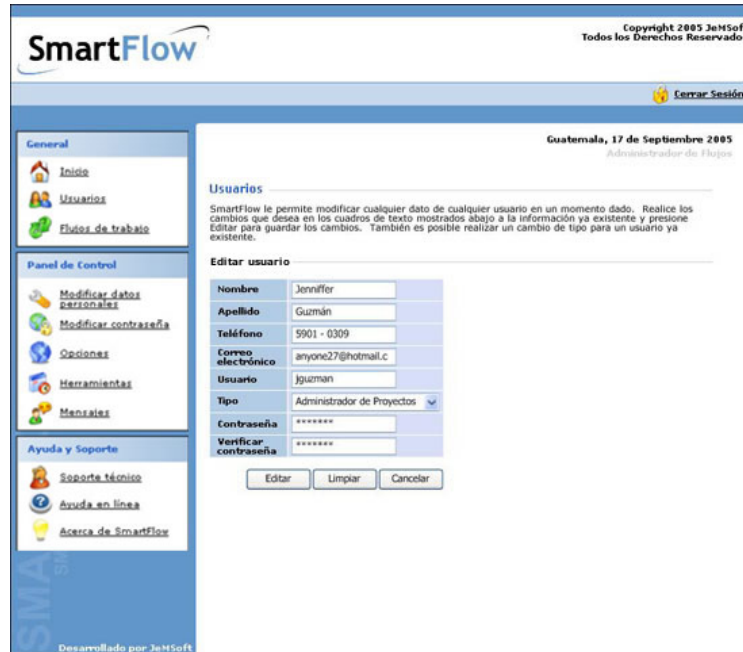 SmartFlow
Copyright 2005 JeMSof
Todos los Derechos Reservado
Cerrar Sesión
General
Inicio
Usuarios
Flujos de trabajo
Panel de Control
Modificar datos
personales
Modificar contraseña
Opciones
Herramientas
Mensajes
Ayuda y Soporte
Soporte técnico
Ayuda en línea
Acerca de SmartFlow
SMA
SM
Desarrollado por JeMSoft
Guatemala, 17 de Septiembre 2005
Administrador de Flujos
Usuarios
SmartFlow le permite modificar cualquier dato de cualquier usuario en un momento dado. Realice los
cambios que desea en los cuadros de texto mostrados abajo a la información ya existente y presione
Editar para guardar los cambios. También es posible realizar un cambio de tipo para un usuario ya
existente.
Editar usuario
Nombre Jenniffer
Apellido Guzmán
Teléfono 5901 - 0309
Correo
electrónico anyone27@hotmail.c
Usuario jguzman
Tipo Administrador de Proyectos
Contraseña *******
Verificar
contraseña *******
Editar Limpiar Cancelar